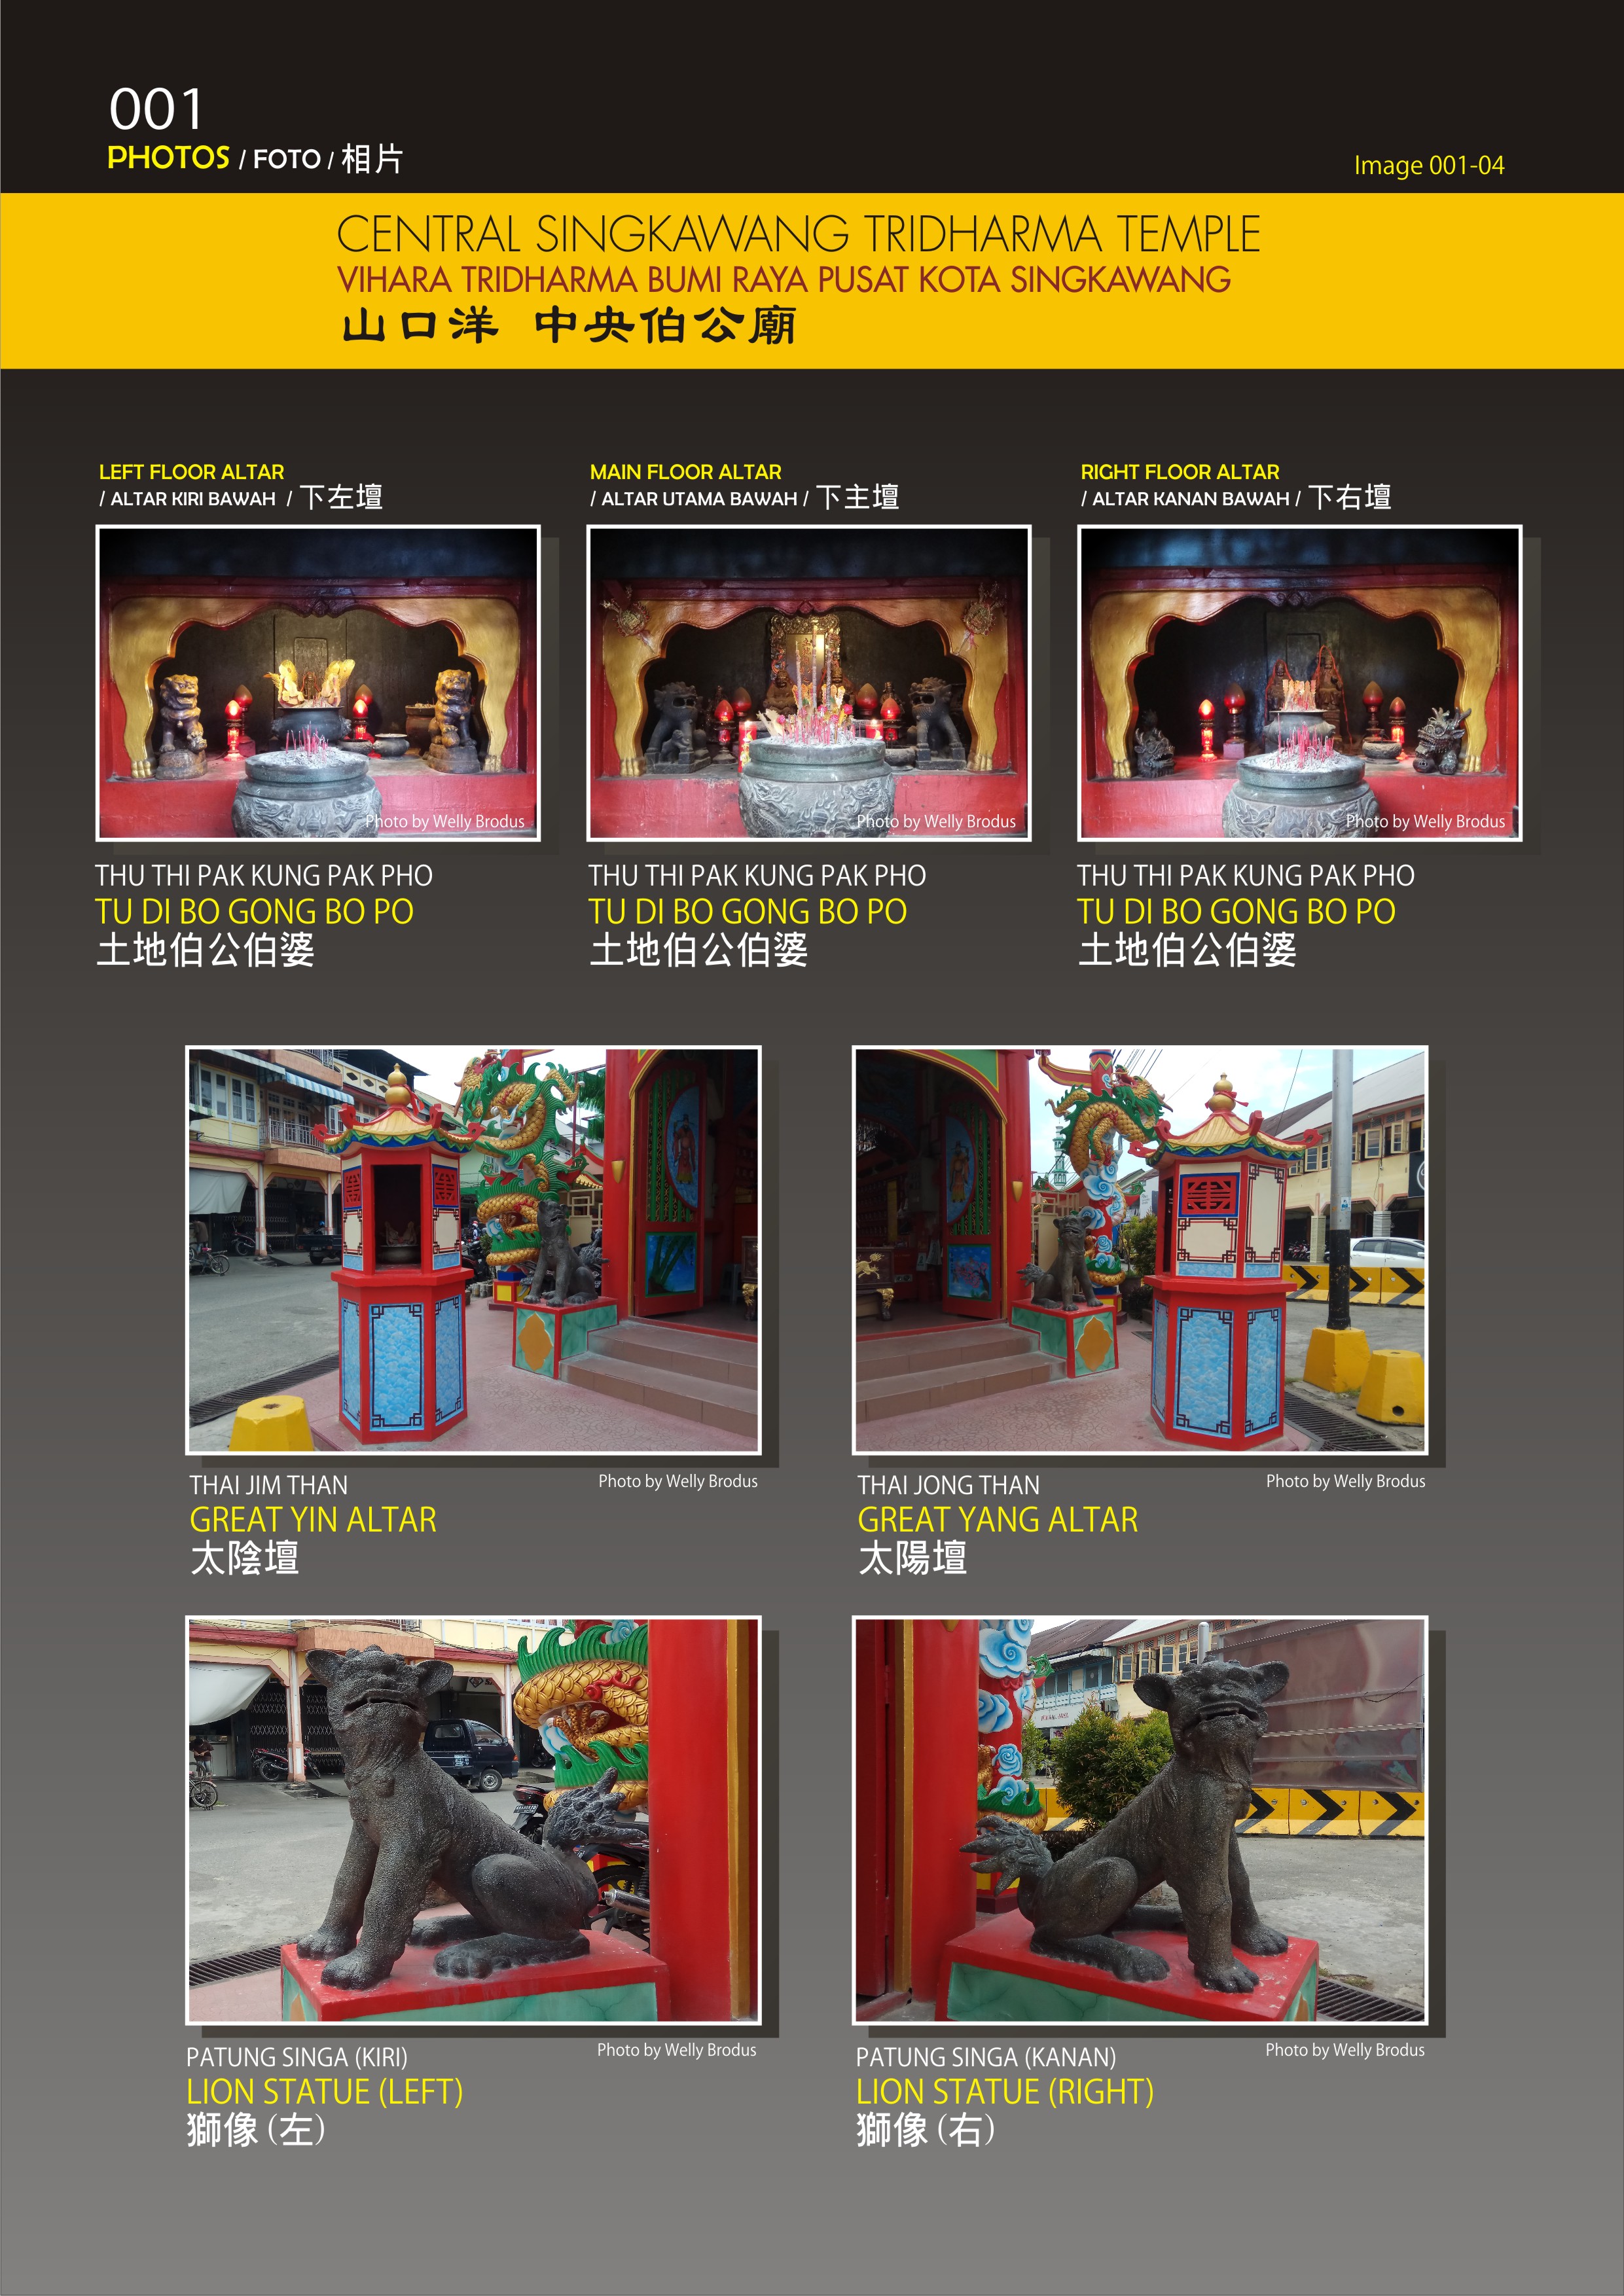 001
PHOTOS / FOTO / 相片
Image 001-04
CENTRAL SINGKAWANG TRIDHARMA TEMPLE
VIHARA TRIDHARMA BUMI RAYA PUSAT KOTA SINGKAWANG
山口洋 中央伯公廟
LEFT FLOOR ALTAR
/ ALTAR KIRI BAWAH / 下左壇
Photo by Welly Brodus
THU THI PAK KUNG PAK PHO
TU DI BO GONG BO PO
土地伯公伯婆
MAIN FLOOR ALTAR
/ ALTAR UTAMA BAWAH / 下主壇
Photo by Welly Brodus
THU THI PAK KUNG PAK PHO
TU DI BO GONG BO PO
土地伯公伯婆
RIGHT FLOOR ALTAR
/ ALTAR KANAN BAWAH / 下右壇
Photo by Welly Brodus
THU THI PAK KUNG PAK PHO
TU DI BO GONG BO PO
土地伯公伯婆
THAI JIM THAN
Photo by Welly Brodus
GREAT YIN ALTAR
太陰壇
THAI JONG THAN
Photo by Welly Brodus
GREAT YANG ALTAR
太陽壇
PATUNG SINGA (KIRI)
Photo by Welly Brodus
LION STATUE (LEFT)
獅像 (左)
PATUNG SINGA (KANAN)
Photo by Welly Brodus
LION STATUE (RIGHT)
獅像 (右)